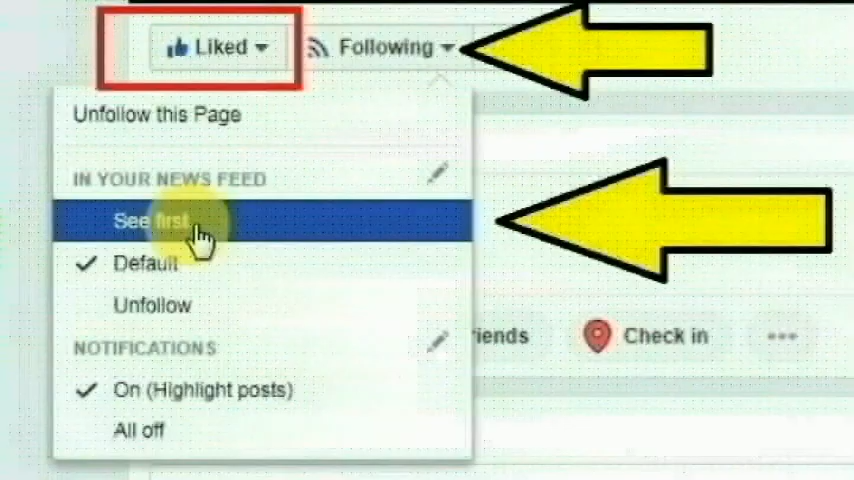 Liked Following
Unfollow this Page
IN YOUR NEWS FEED
See first
Default
Unfollow
NOTIFICATIONS
On (Highlight posts)
All off
riends Check in